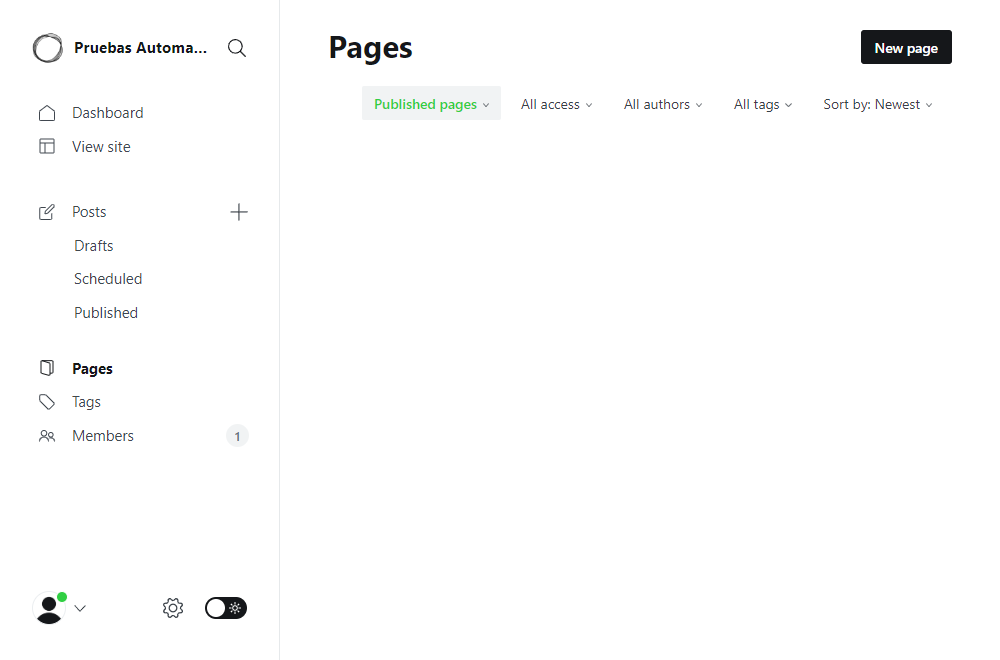 Pruebas Automa...
Dashboard
View site
Posts
Drafts
Scheduled
Published
Pages
Tags
Members 1
Pages
New page
Published pages All access All authors All tags Sort by: Newest